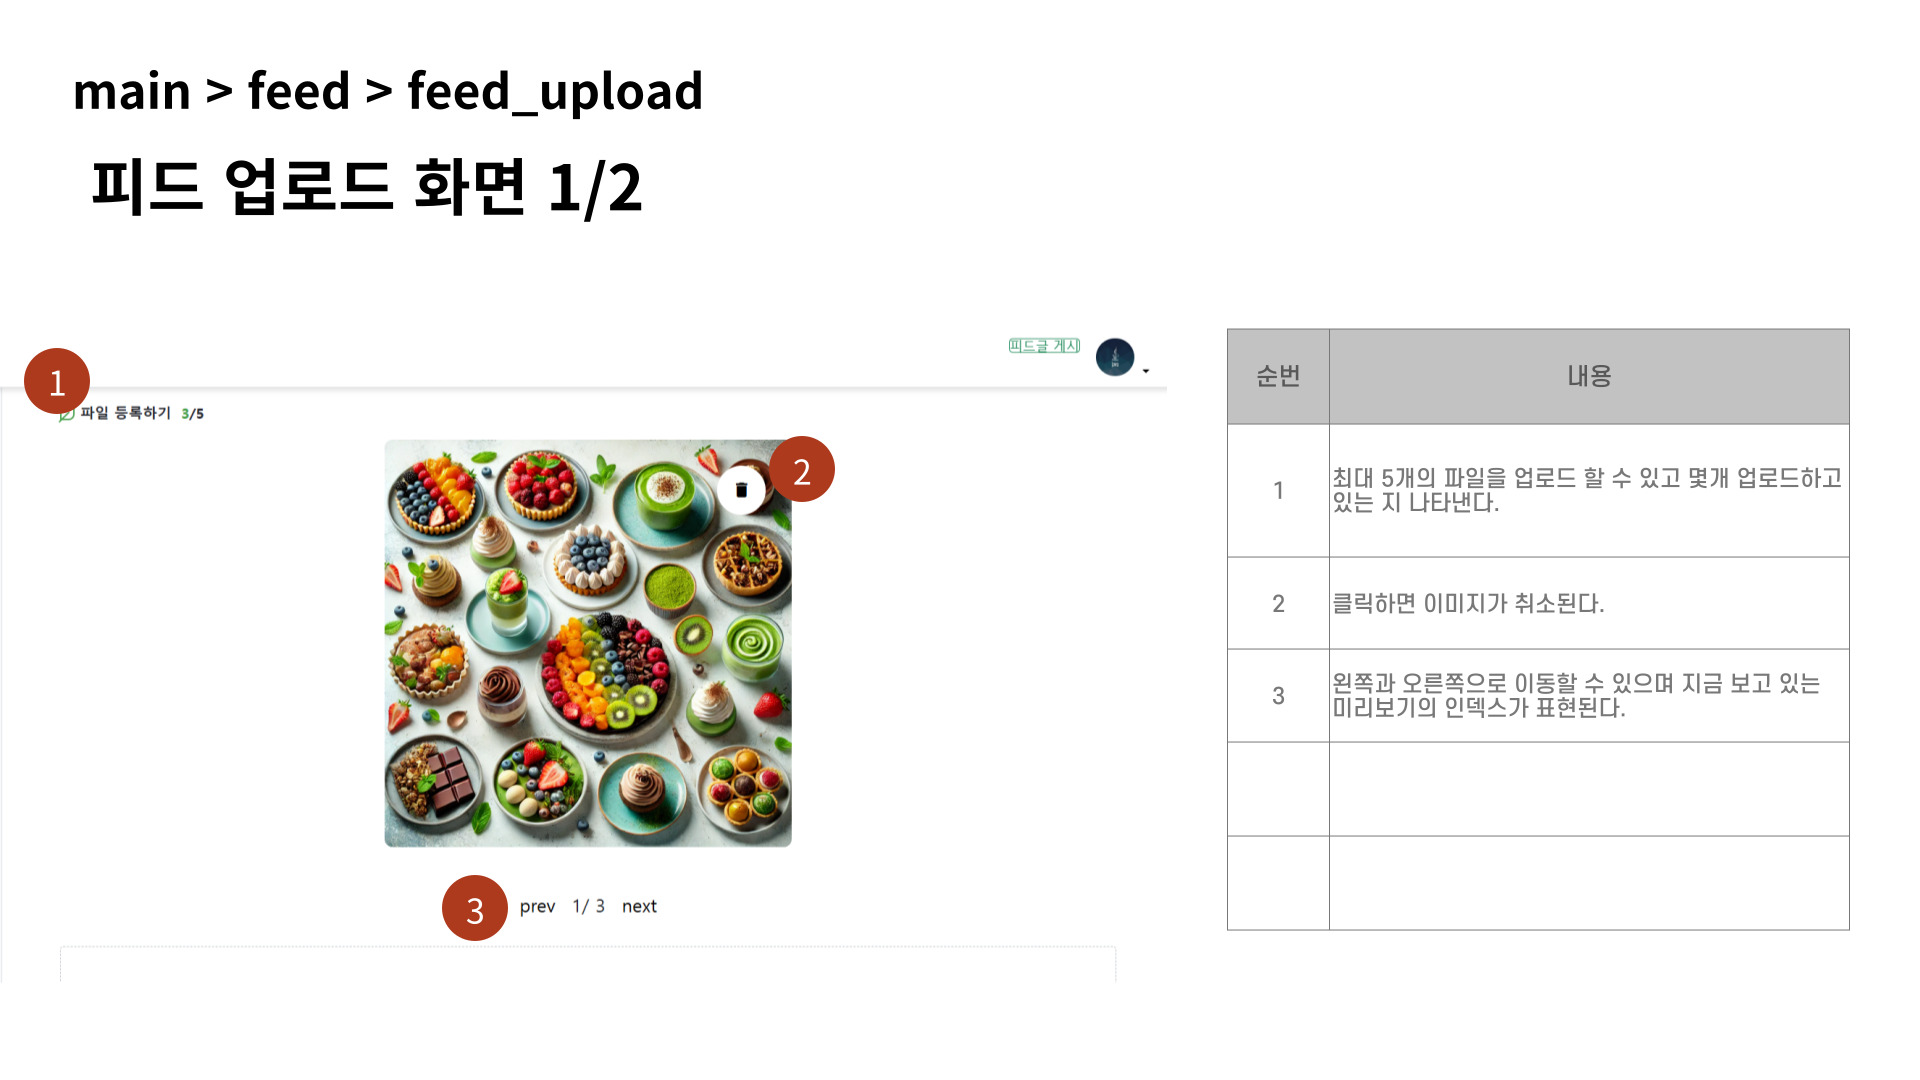 main > feed > feed_upload
피드 업로드 화면 1/2
피드글 게시
1
파일 등록하기 3/5
2
3
prev 1/ 3 next
순번 내용
1 최대 5개의 파일을 업로드 할 수 있고 몇개 업로드하고
있는 지 나타낸다.
2 클릭하면 이미지가 취소된다.
3 왼쪽과 오른쪽으로 이동할 수 있으며 지금 보고 있는
미리보기의 인덱스가 표현된다.